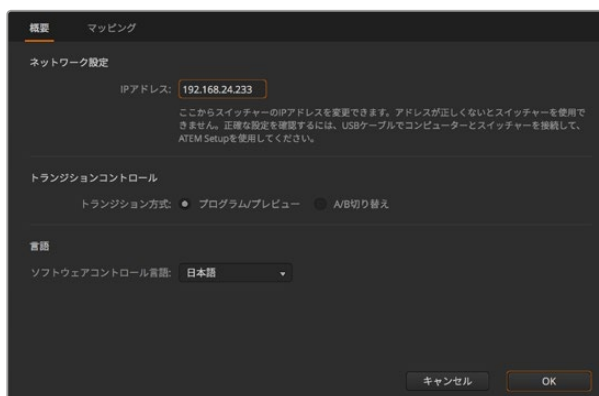 概要 マッピング
ネットワーク設定
IPアドレス: 192.168.24.233
ここからスイッチャーのIPアドレスを変更できます。アドレスが正しくないとスイッチャーを使用で
きません。正確な設定を確認するには、USBケーブルでコンピューターとスイッチャーを接続して、
ATEM Setupを使用してください。
トランジションコントロール
トランジション方式: プログラム/プレビュー A/B切り替え
言語
ソフトウェアコントロール言語: 日本語
キャンセル OK